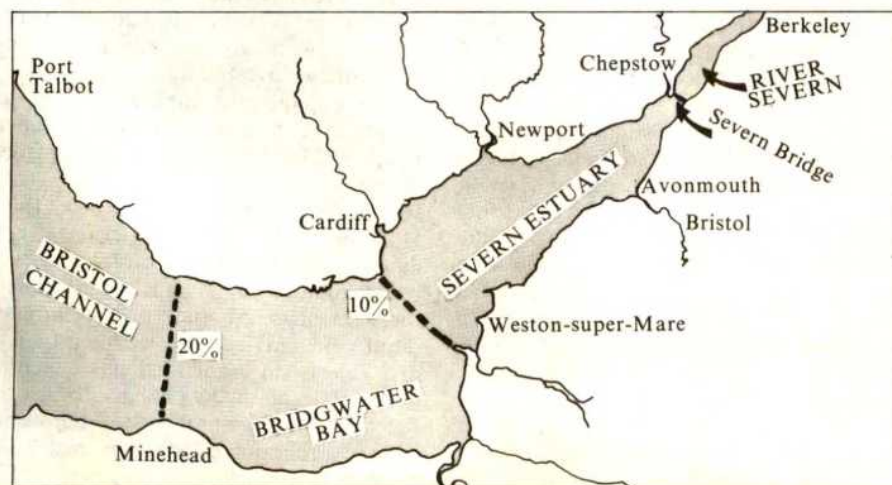 Berkeley
Port
Talbot
Chepstow
RIVER
SEVERN
Severn Bridge
Newport
Avonmouth
Cardiff
SEVERN ESTUARY
Bristol
BRISTOL
CHANNEL
10%
Weston-super-Mare
20%
BRIDGWATER
BAY
Minehead